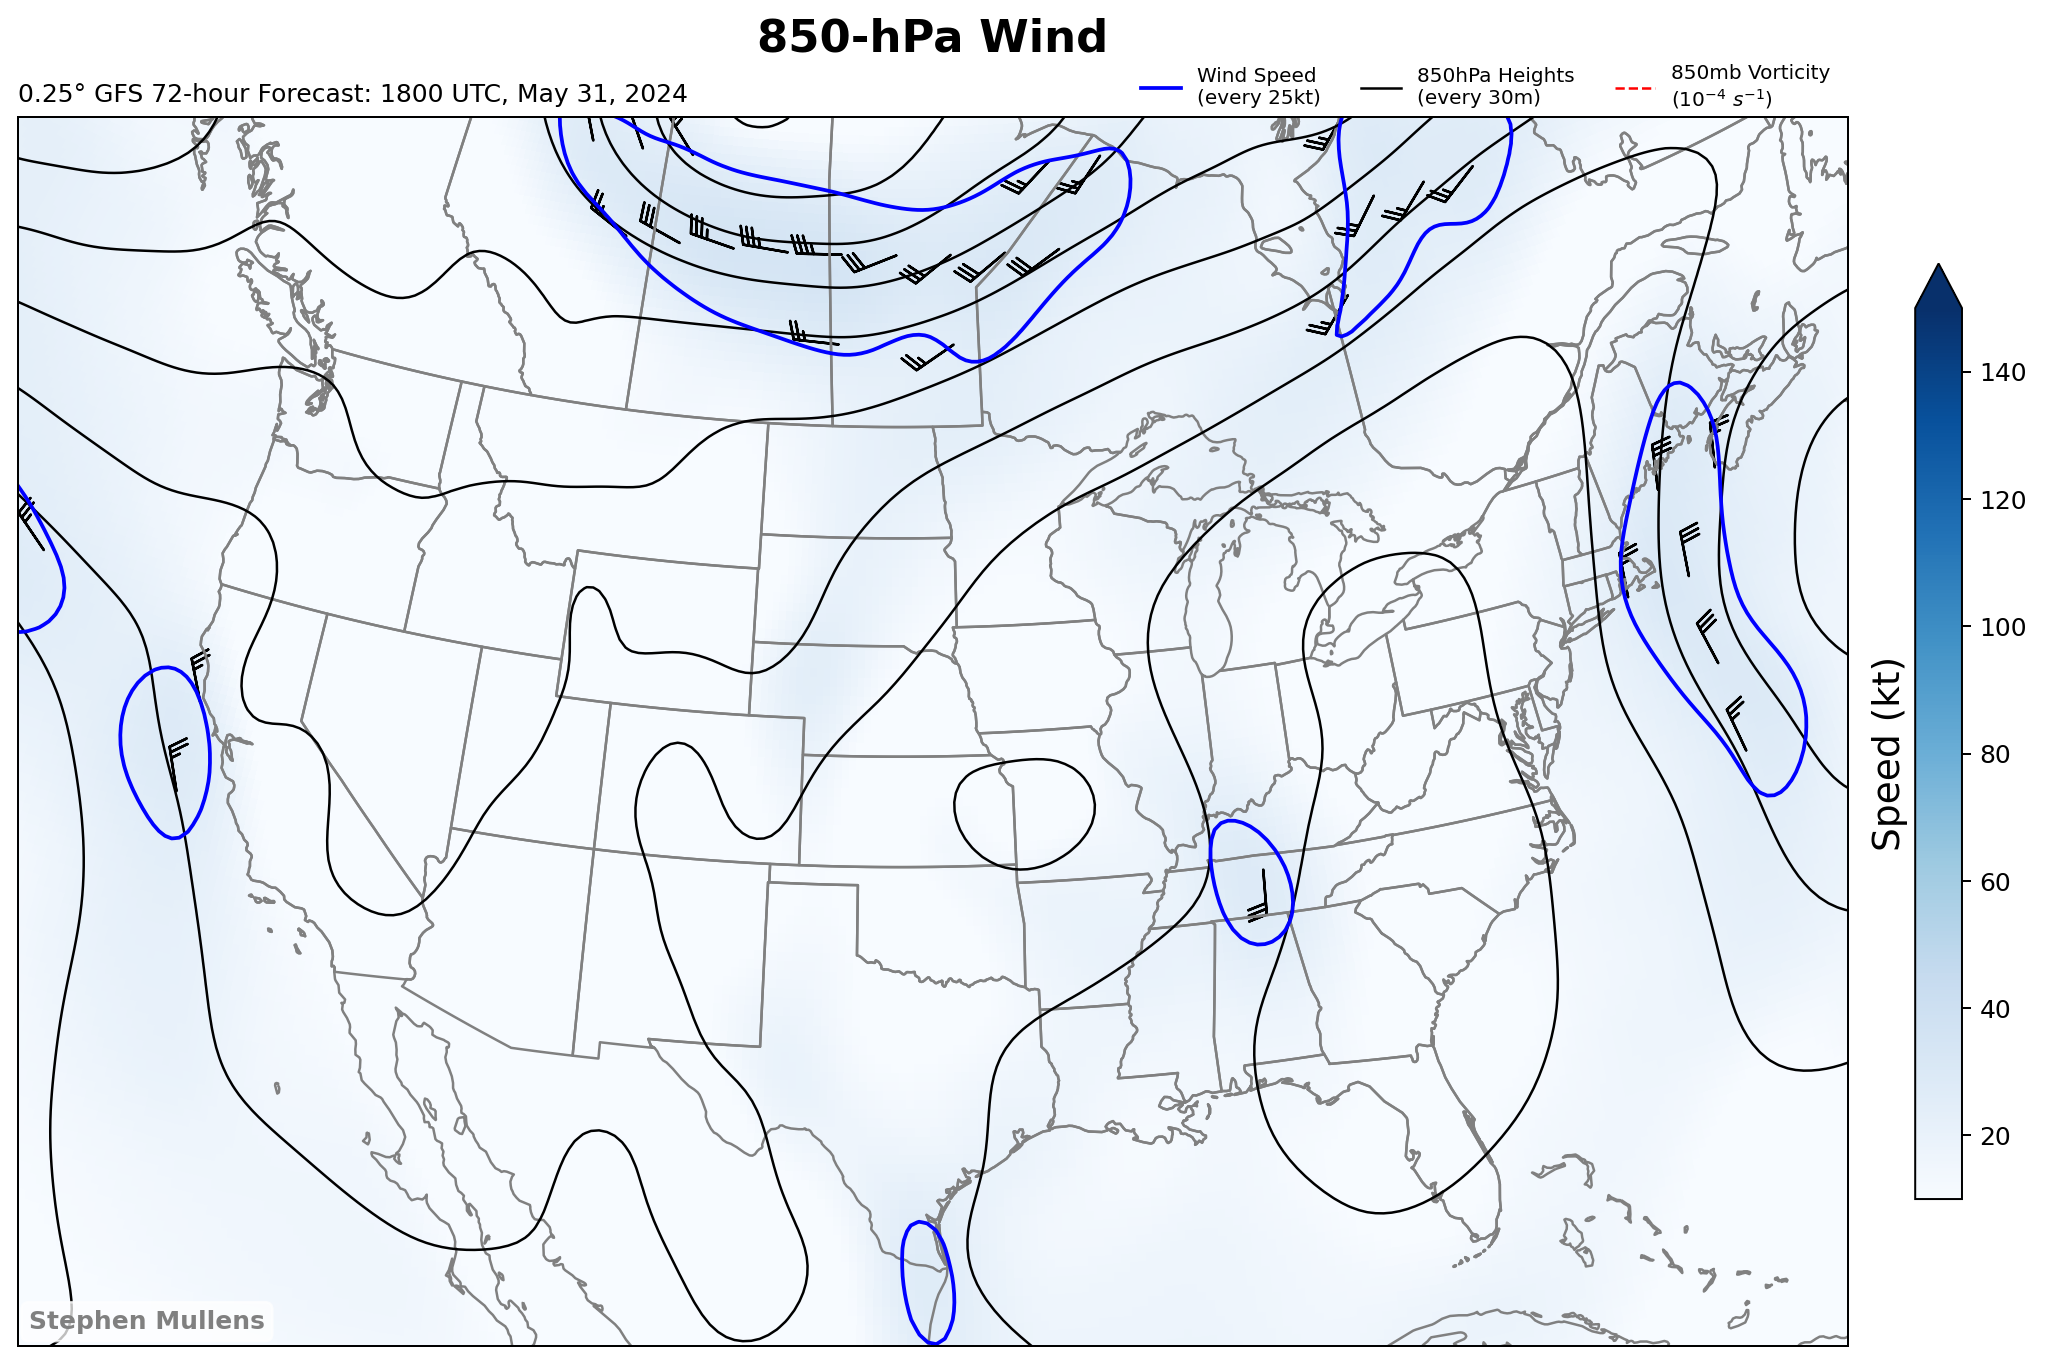 850-hPa Wind
0.25° GFS 72-hour Forecast: 1800 UTC, May 31, 2024
Wind Speed
(every 25kt)
850hPa Heights
(every 30m)
850mb Vorticity
(10⁻⁴ s⁻¹)
140
120
100
80
60
40
20
Speed (kt)
Stephen Mullens